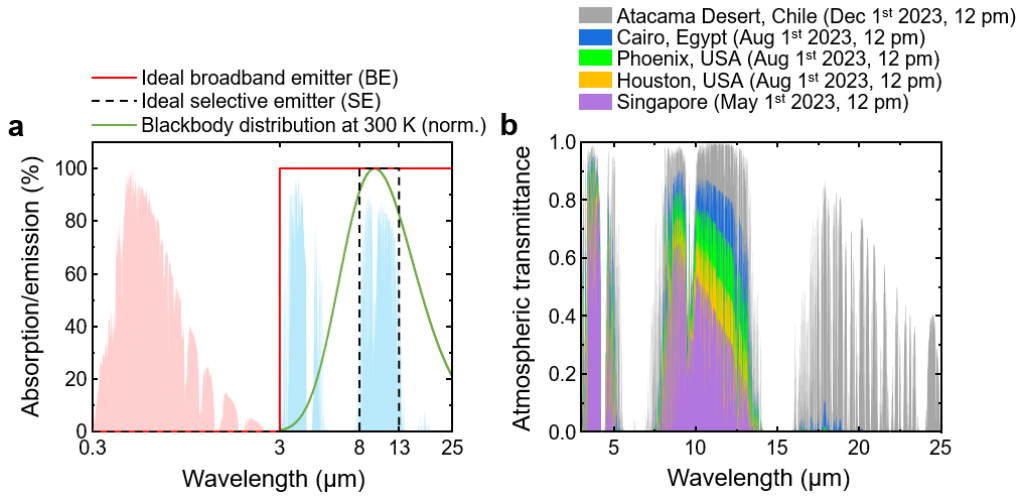 Atacama Desert, Chile (Dec 1st 2023, 12 pm)
Cairo, Egypt (Aug 1st 2023, 12 pm)
Phoenix, USA (Aug 1st 2023, 12 pm)
Houston, USA (Aug 1st 2023, 12 pm)
Singapore (May 1st 2023, 12 pm)
Ideal broadband emitter (BE)
Ideal selective emitter (SE)
Blackbody distribution at 300 K (norm.)
a
Absorption/emission (%)
100
80
60
40
20
0
0.3
3
8
13
25
Wavelength (µm)
b
Atmospheric transmittance
1.0
0.8
0.6
0.4
0.2
0.0
5
10
15
20
25
Wavelength (µm)